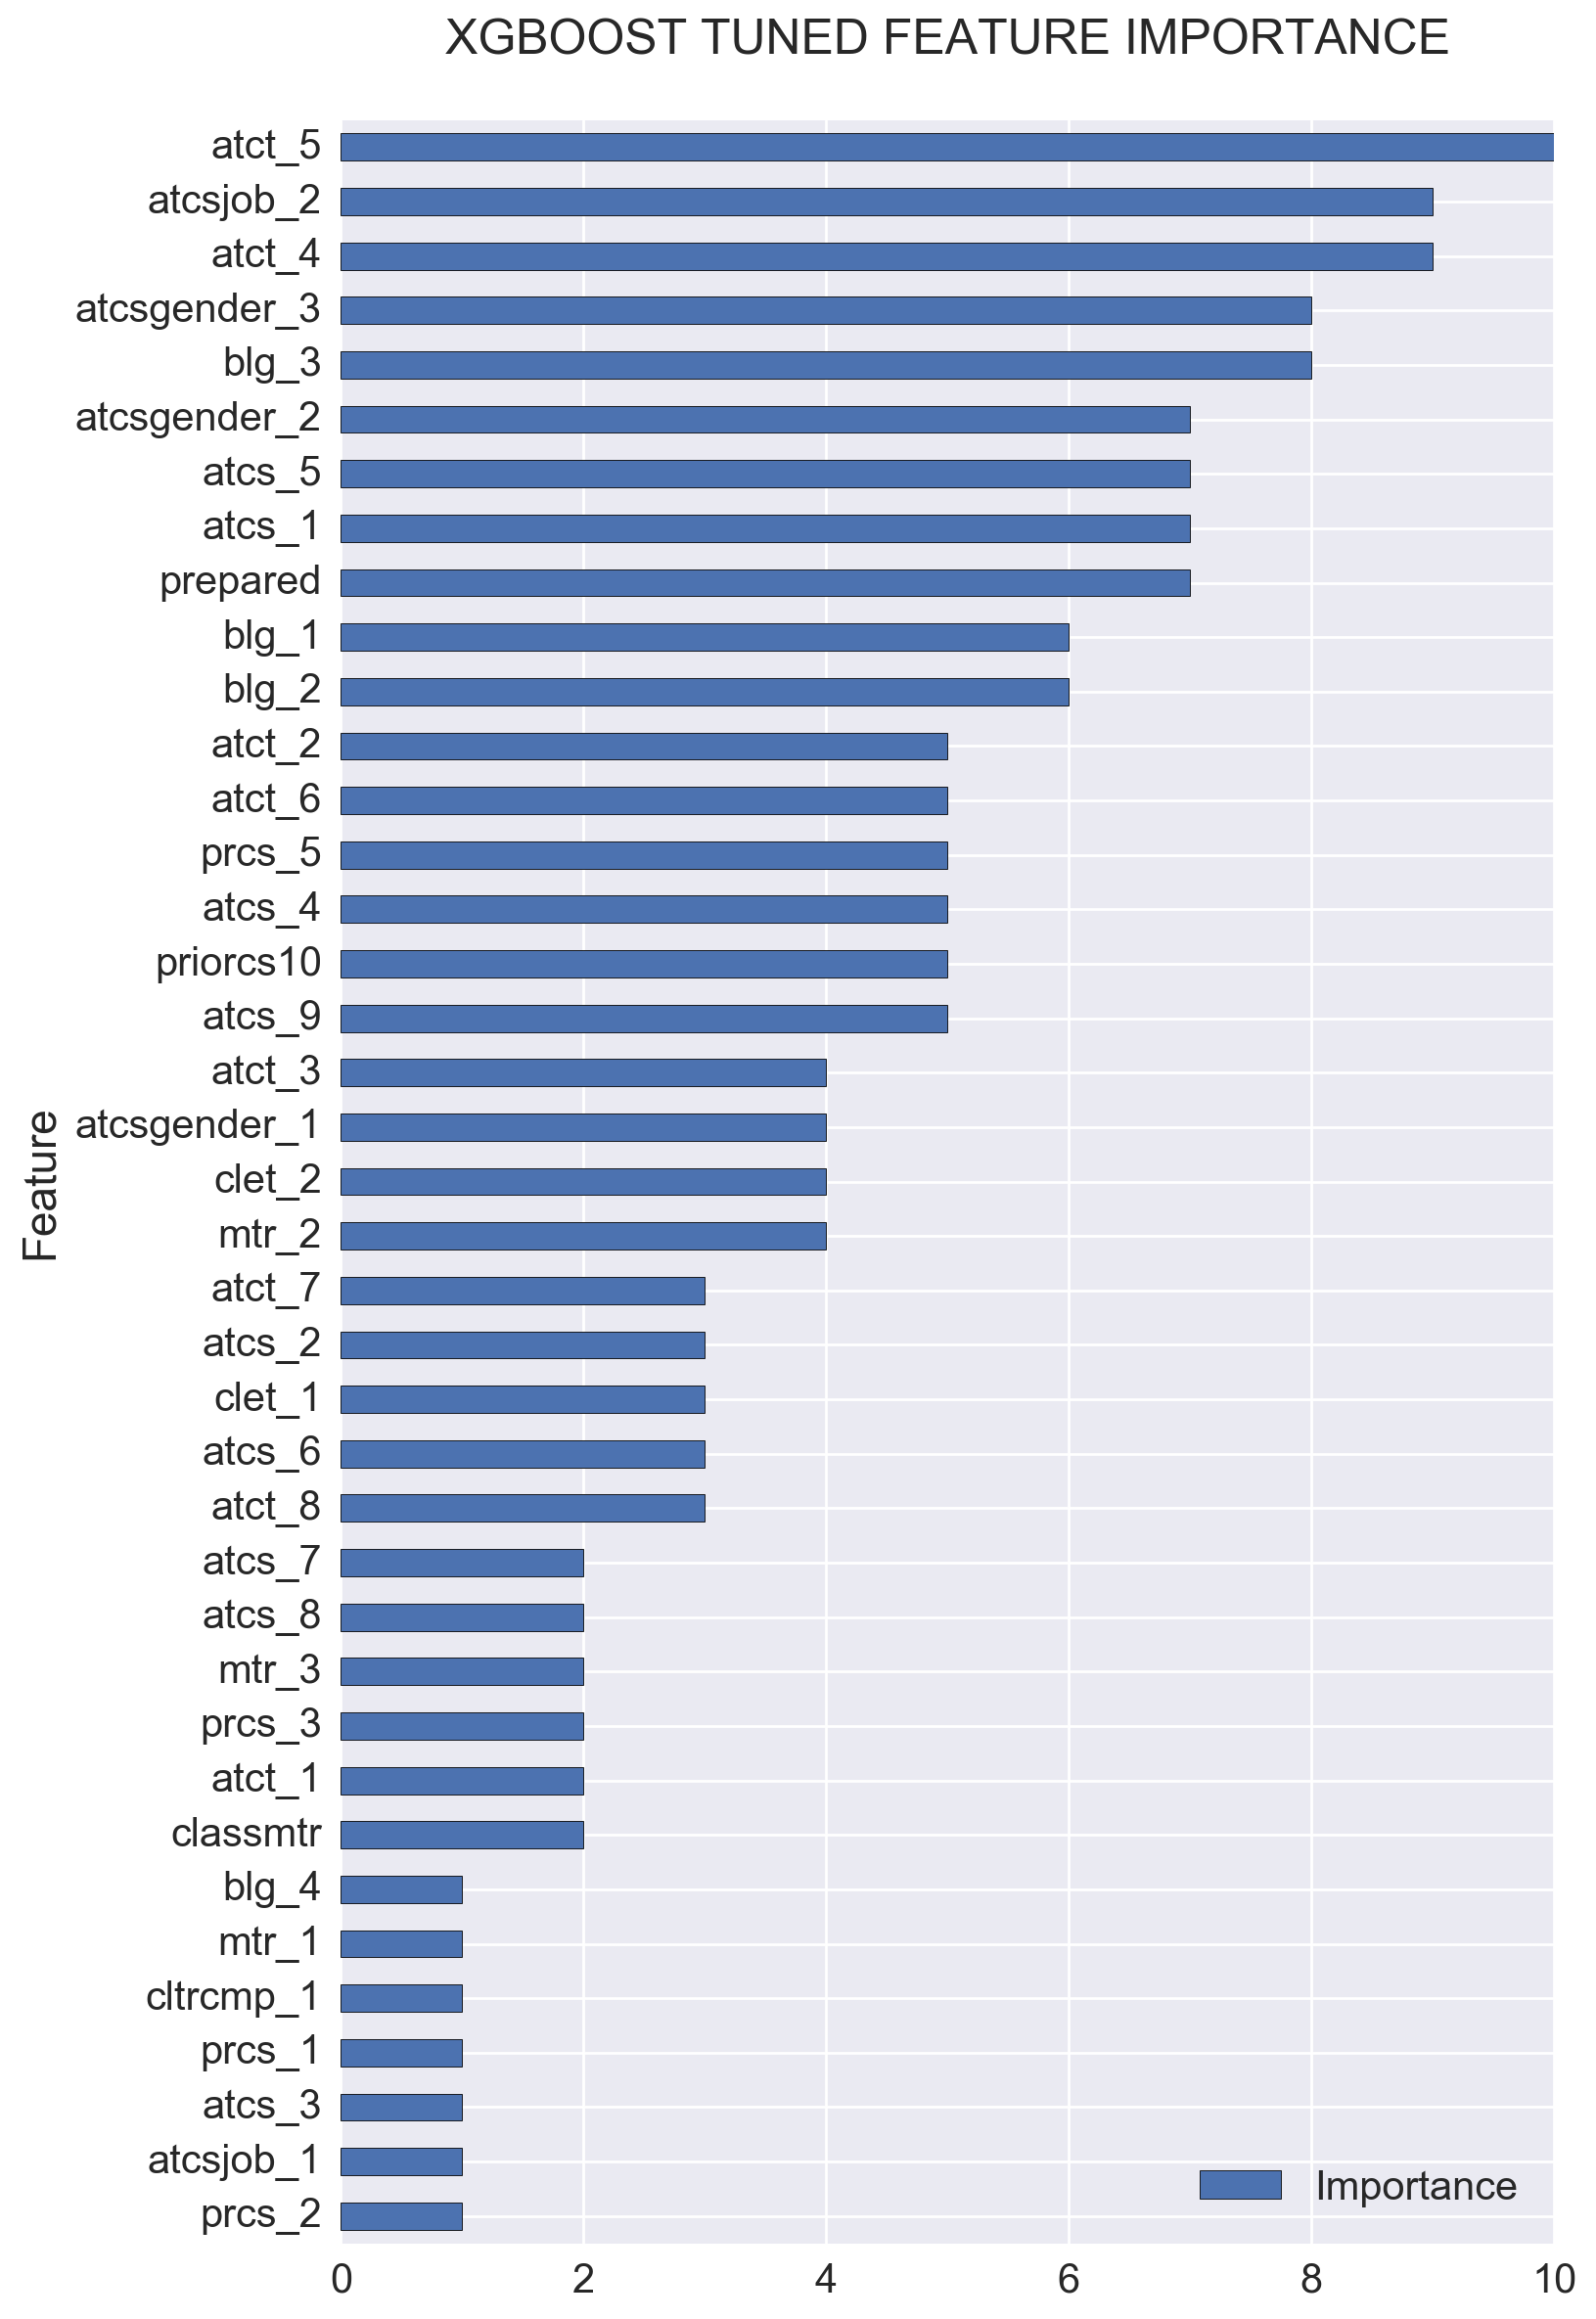 XGBOOST TUNED FEATURE IMPORTANCE
atct_5
atcsjob_2
atct_4
atcsgender_3
blg_3
atcsgender_2
atcs_5
atcs_1
prepared
blg_1
blg_2
atct_2
atct_6
prcs_5
atcs_4
priorcs10
atcs_9
atct_3
atcsgender_1
clet_2
mtr_2
atct_7
atcs_2
clet_1
atcs_6
atct_8
atcs_7
atcs_8
mtr_3
prcs_3
atct_1
classmtr
blg_4
mtr_1
cltrcmp_1
prcs_1
atcs_3
atcsjob_1
prcs_2
Feature
Importance
0 2 4 6 8 10